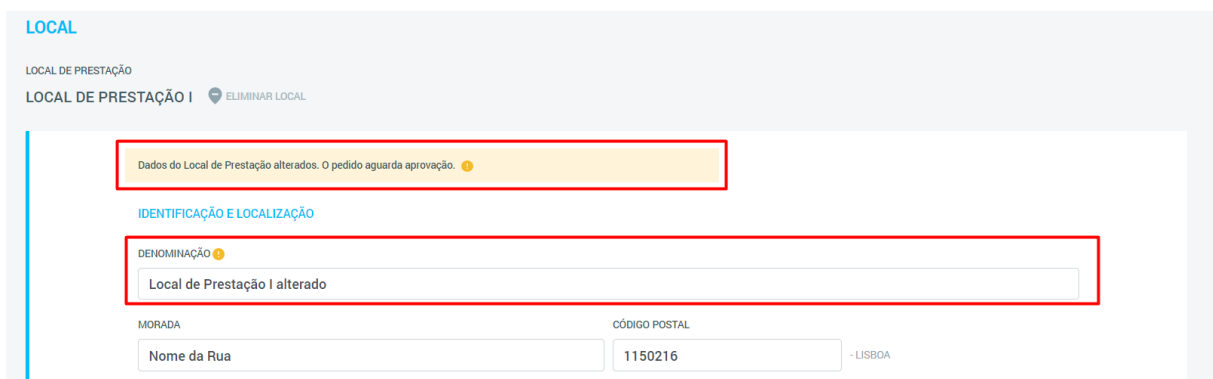 LOCAL
LOCAL DE PRESTAÇÃO
LOCAL DE PRESTAÇÃO I ELIMINAR LOCAL
Dados do Local de Prestação alterados. O pedido aguarda aprovação. !
IDENTIFICAÇÃO E LOCALIZAÇÃO
DENOMINAÇÃO !
Local de Prestação I alterado
MORADA CÓDIGO POSTAL
Nome da Rua 1150216 - LISBOA